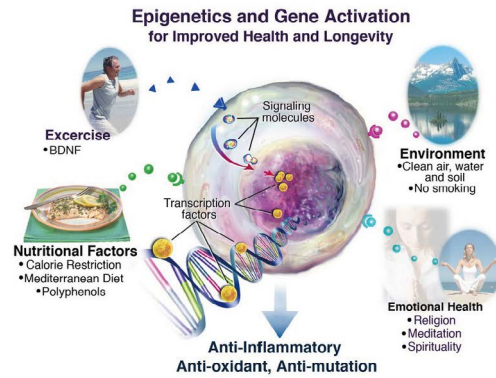 Epigenetics and Gene Activation
for Improved Health and Longevity
Signaling
molecules
Excercise
•BDNF
Environment
•Clean air, water
and soil
•No smoking
Transcription
factors
Nutritional Factors
•Calorie Restriction
•Mediterranean Diet
•Polyphenols
Emotional Health
•Religion
•Meditation
•Spirituality
Anti-Inflammatory
Anti-oxidant, Anti-mutation